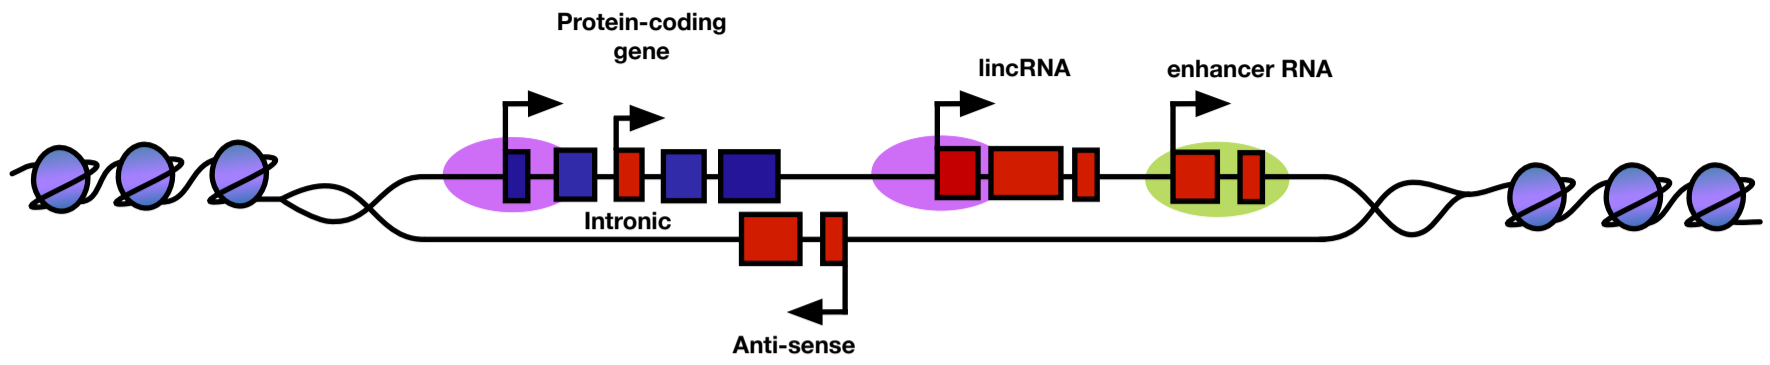 Protein-coding
gene
lincRNA
enhancer RNA
Intronic
Anti-sense